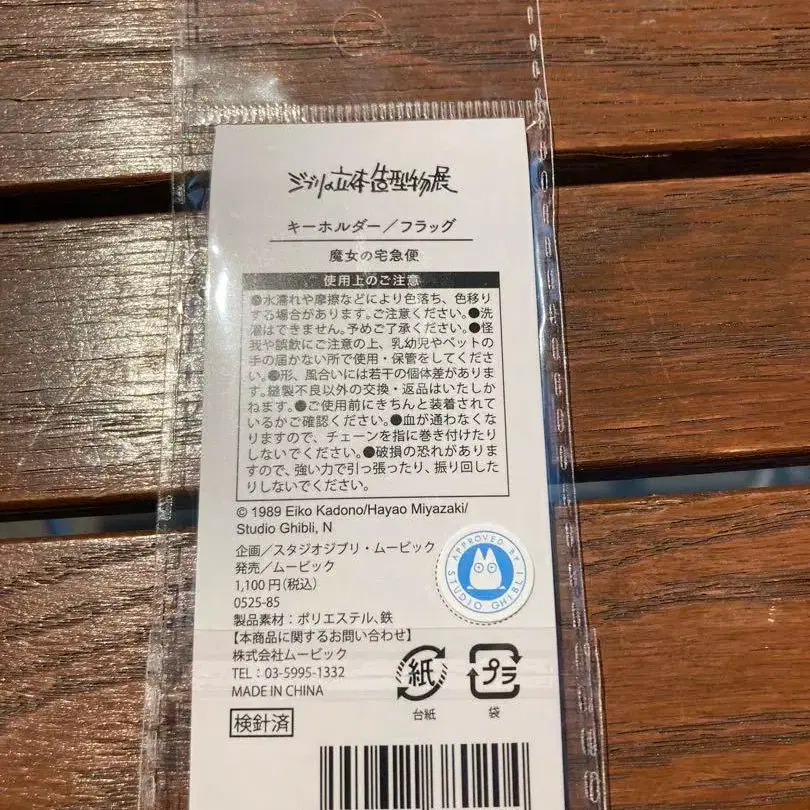 ジブリの立体造型物展
キーホルダー／フラッグ
魔女の宅急便
使用上のご注意
●水濡れや摩擦などにより色落ち、色移り
する場合があります。ご注意ください。●洗
濯はできません。予めご了承ください。●怪
我や誤飲にご注意の上、乳幼児やペットの
手の届かない所で使用・保管をしてくださ
い。●形、風合いには若干の個体差がありま
す。縫製不良以外の交換・返品はいたしか
ねます。●ご使用前にきちんと装着されて
いるかご確認ください。●血が通わなくな
りますので、チェーンを指に巻き付けたり
しないでください。●破損の恐れがありま
すので、強い力で引っ張ったり、振り回した
りしないでください。
© 1989 Eiko Kadono/Hayao Miyazaki/
Studio Ghibli, N
企画／スタジオジブリ・ムービック
発売／ムービック
1,100円(税込)
0525-85
製品素材：ポリエステル、鉄
【本商品に関するお問い合わせ】
株式会社ムービック
TEL：03-5995-1332
MADE IN CHINA
APPROVED BY
STUDIO GHIBLI
紙
プラ
台紙
袋
検針済